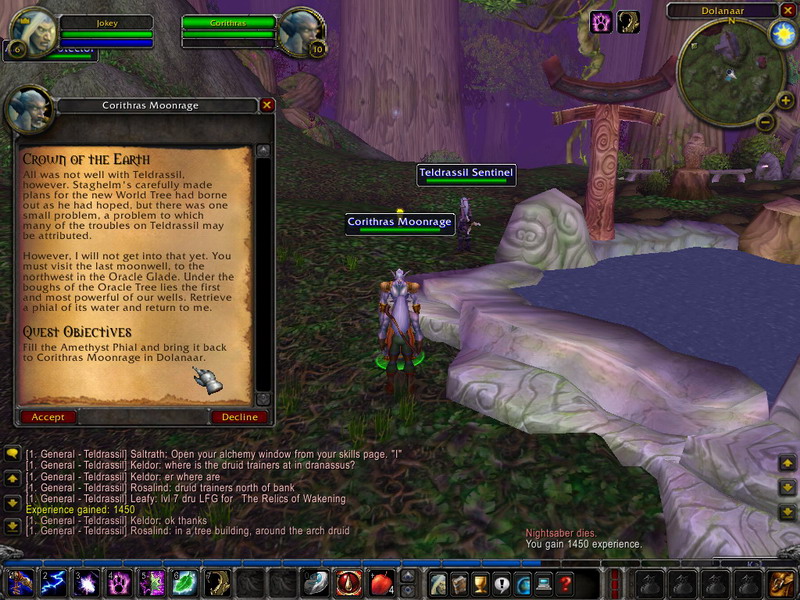 Jokey
Corithras
6
10
Dolanaar
N
Corithras Moonrage
Crown of the Earth
All was not well with Teldrassil,
however. Staghelm's carefully made
plans for the new World Tree had borne
out as he had hoped, but there was one
small problem, a problem to which
many of the troubles on Teldrassil may
be attributed.
However, I will not get into that yet. You
must visit the last moonwell, to the
northwest in the Oracle Glade. Under the
boughs of the Oracle Tree lies the first
and most powerful of our wells. Retrieve
a phial of its water and return to me.
Quest Objectives
Fill the Amethyst Phial and bring it back
to Corithras Moonrage in Dolanaar.
Accept
Decline
Teldrassil Sentinel
Corithras Moonrage
[1. General - Teldrassil] Saltrath: Open your alchemy window from your skills page. "I"
[1. General - Teldrassil] Keldor: where is the druid trainers at in dranassus?
[1. General - Teldrassil] Keldor: er where are
[1. General - Teldrassil] Rosalind: druid trainers north of bank
[1. General - Teldrassil] Leafy: lvl 7 dru LFG for The Relics of Wakening
Experience gained: 1450
[1. General - Teldrassil] Keldor: ok thanks
[1. General - Teldrassil] Rosalind: in a tree building, around the arch druid
Nightsaber dies.
You gain 1450 experience.